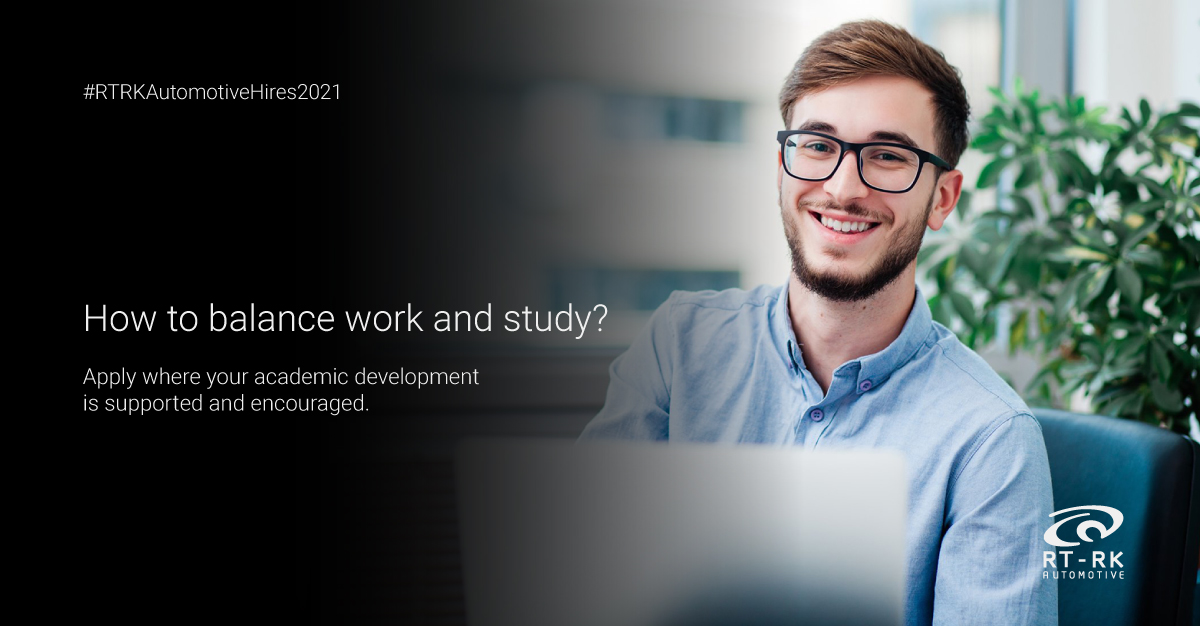 #RTRKAutomotiveHires2021
How to balance work and study?
Apply where your academic development
is supported and encouraged.
RT-RK
AUTOMOTIVE